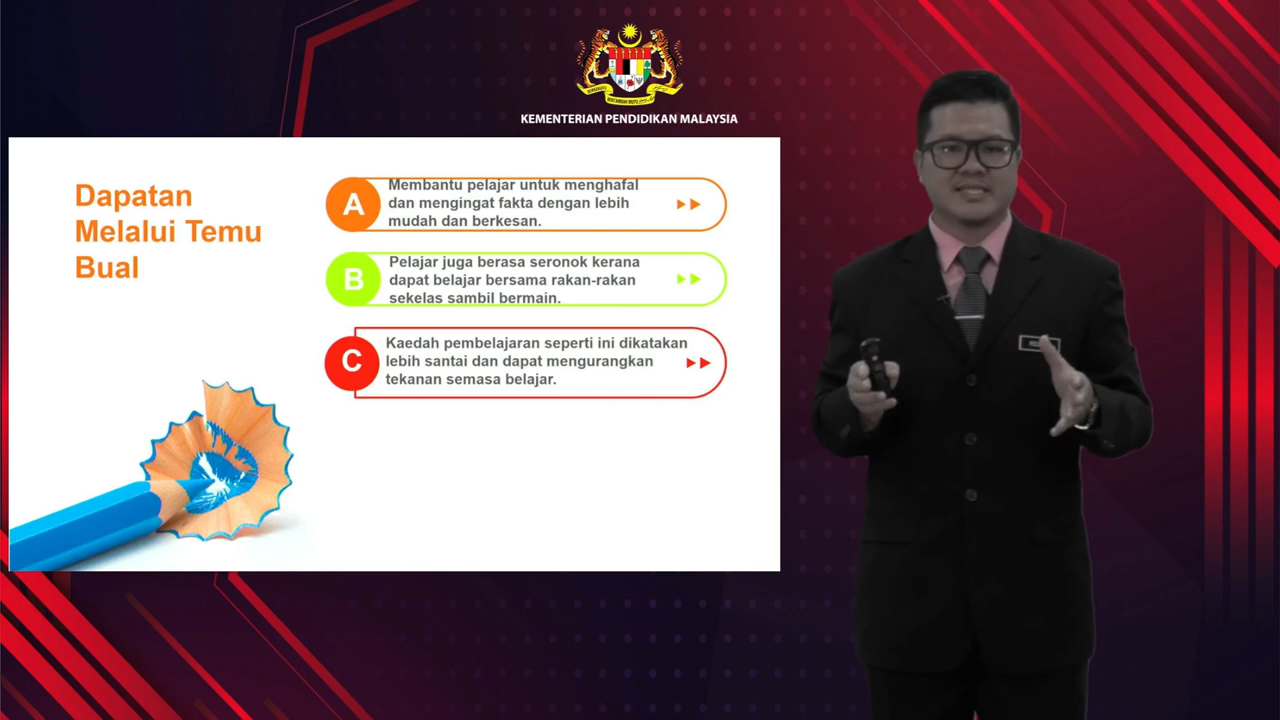 KEMENTERIAN PENDIDIKAN MALAYSIA
Dapatan
Melalui Temu
Bual
A
Membantu pelajar untuk menghafal
dan mengingat fakta dengan lebih
mudah dan berkesan.
B
Pelajar juga berasa seronok kerana
dapat belajar bersama rakan-rakan
sekelas sambil bermain.
C
Kaedah pembelajaran seperti ini dikatakan
lebih santai dan dapat mengurangkan
tekanan semasa belajar.